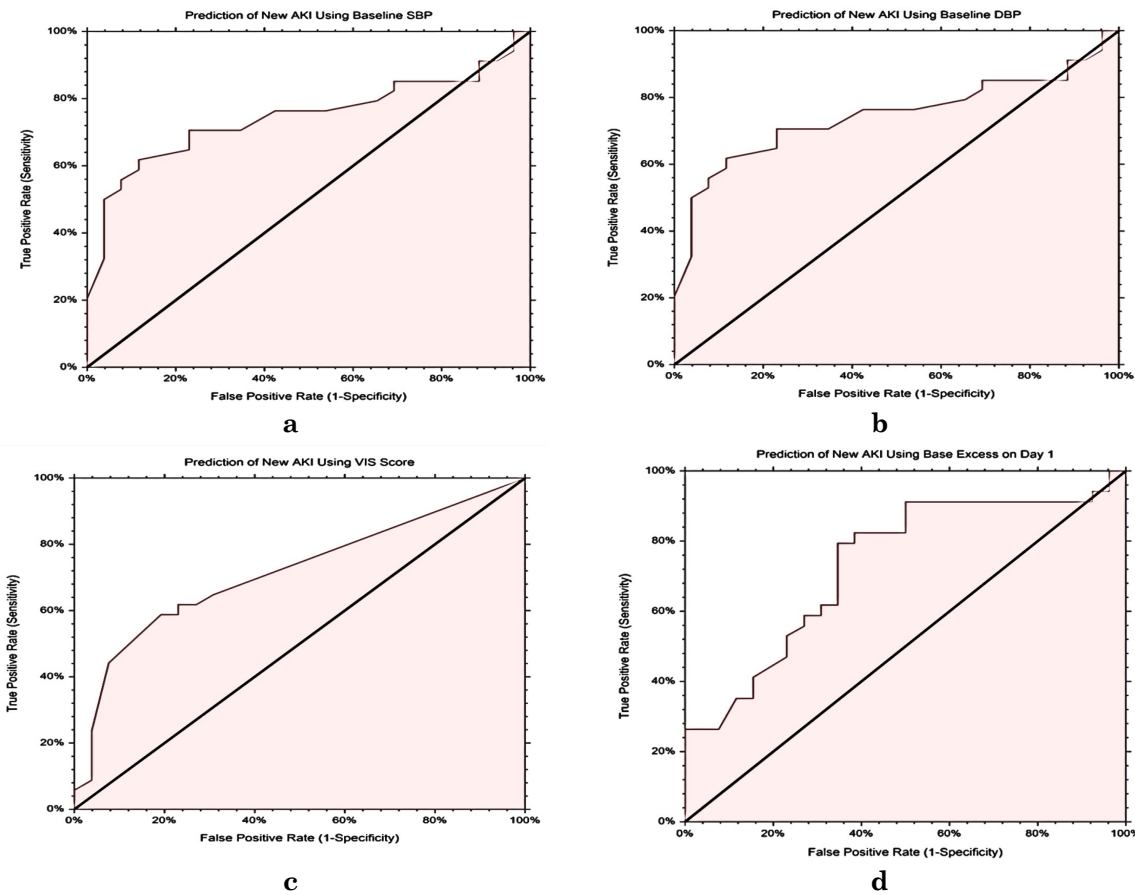 Prediction of New AKI Using Baseline SBP
100%
80%
60%
40%
20%
0%
True Positive Rate (Sensitivity)
0% 20% 40% 60% 80% 100%
False Positive Rate (1-Specificity)
a
Prediction of New AKI Using Baseline DBP
100%
80%
60%
40%
20%
0%
True Positive Rate (Sensitivity)
0% 20% 40% 60% 80% 100%
False Positive Rate (1-Specificity)
b
Prediction of New AKI Using VIS Score
100%
80%
60%
40%
20%
0%
True Positive Rate (Sensitivity)
0% 20% 40% 60% 80% 100%
False Positive Rate (1-Specificity)
c
Prediction of New AKI Using Base Excess on Day 1
100%
80%
60%
40%
20%
0%
True Positive Rate (Sensitivity)
0% 20% 40% 60% 80% 100%
False Positive Rate (1-Specificity)
d